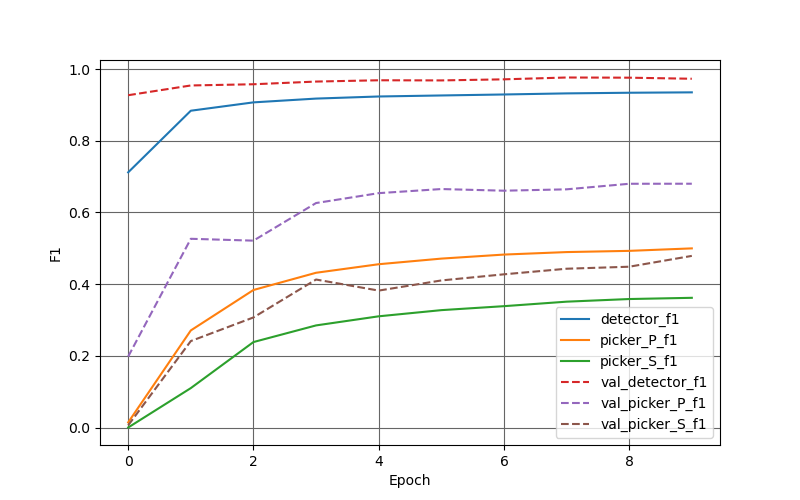 1.0
0.8
0.6
0.4
0.2
0.0
F1
0 2 4 6 8
Epoch
detector_f1
picker_P_f1
picker_S_f1
val_detector_f1
val_picker_P_f1
val_picker_S_f1